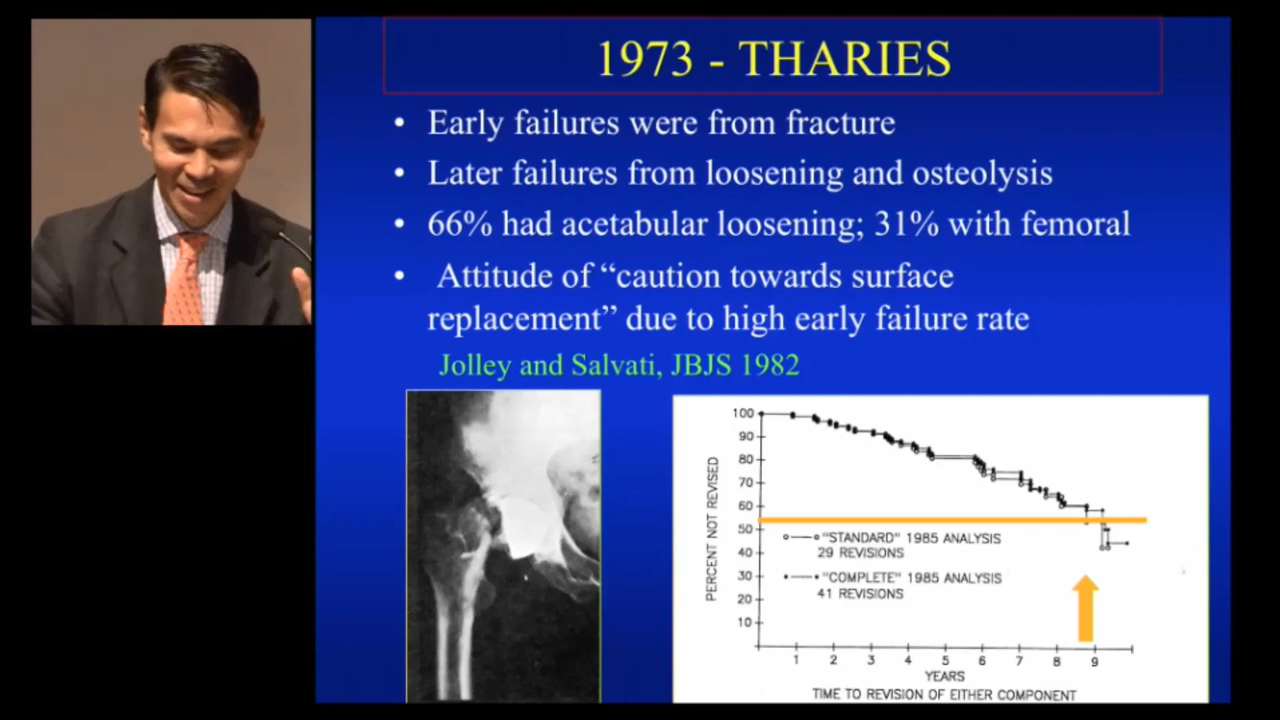 1973 - THARIES
• Early failures were from fracture
• Later failures from loosening and osteolysis
• 66% had acetabular loosening; 31% with femoral
• Attitude of “caution towards surface
replacement” due to high early failure rate
Jolley and Salvati, JBJS 1982
PERCENT NOT REVISED
100
90
80
70
60
50
40
30
20
10
"STANDARD" 1985 ANALYSIS
29 REVISIONS
"COMPLETE" 1985 ANALYSIS
41 REVISIONS
1 2 3 4 5 6 7 8 9
YEARS
TIME TO REVISION OF EITHER COMPONENT